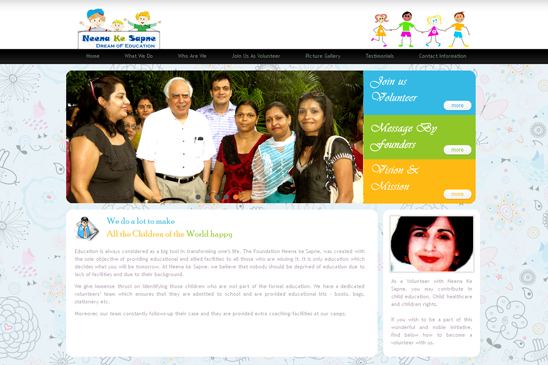 Neena Ke Sapne
Dream of Education
Home
What We Do
Who Are We
Join Us As Volunteer
Picture Gallery
Testimonials
Contact Information
Join us
Volunteer
more
Message By
Founders
more
Vision &
Mission
more
We do a lot to make
All the Children of the World happy
Education is always considered as a big tool in transforming one's life. The Foundation Neena ke Sapne, was created with
the sole objective of providing educational and allied facilities to all those who are missing it. It is only education which
decides what you will be tomorrow. At Neena ke Sapne, we believe that nobody should be deprived of education due to
lack of facilities and due to their background.
We give immense thrust on identifying those children who are not part of the formal education. We have a dedicated
volunteers' team which ensures that they are admitted to school and are provided educational kits - books, bags,
stationery etc.
Moreover, our team constantly follow-up their case and they are provided extra coaching facilities at our camps.
As a Volunteer with Neena Ke
Sapne, you may contribute in
child education, Child healthcare
and children rights.
If you wish to be a part of this
wonderful and noble initiative,
find below how to become a
volunteer with us.